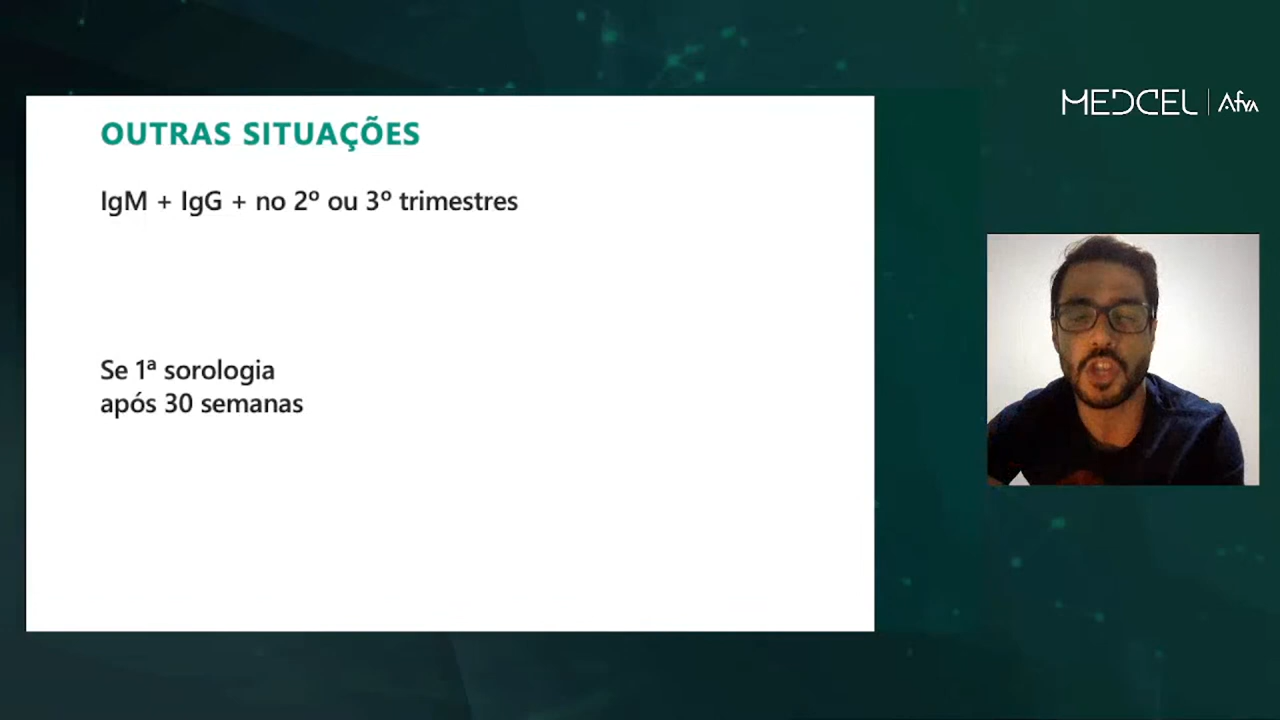 MEDCEL | Afya
OUTRAS SITUAÇÕES
IgM + IgG + no 2º ou 3º trimestres
Se 1ª sorologia
após 30 semanas